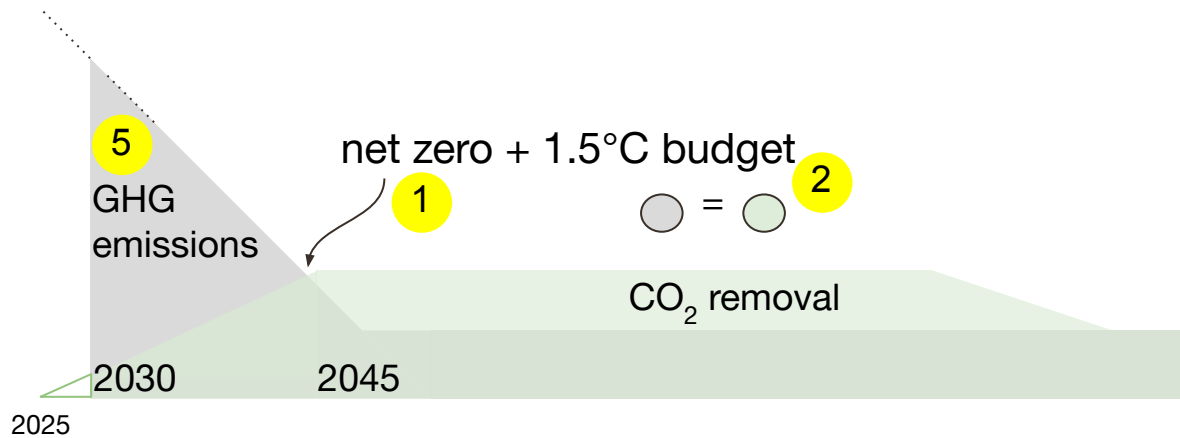 5
net zero + 1.5°C budget
2
GHG
1
=
emissions
CO₂ removal
2030
2045
2025